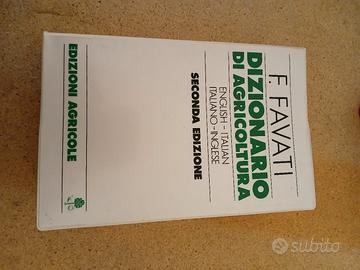 F. FAVATI
DIZIONARIO
DI AGRICOLTURA
ENGLISH - ITALIAN
ITALIANO - INGLESE
SECONDA EDIZIONE
EDIZIONI AGRICOLE
subito